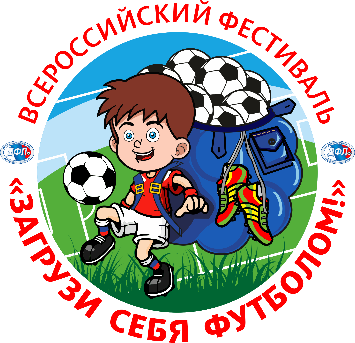 ВСЕРОССИЙСКИЙ ФЕСТИВАЛЬ
«ЗАГРУЗИ СЕБЯ ФУТБОЛОМ!»